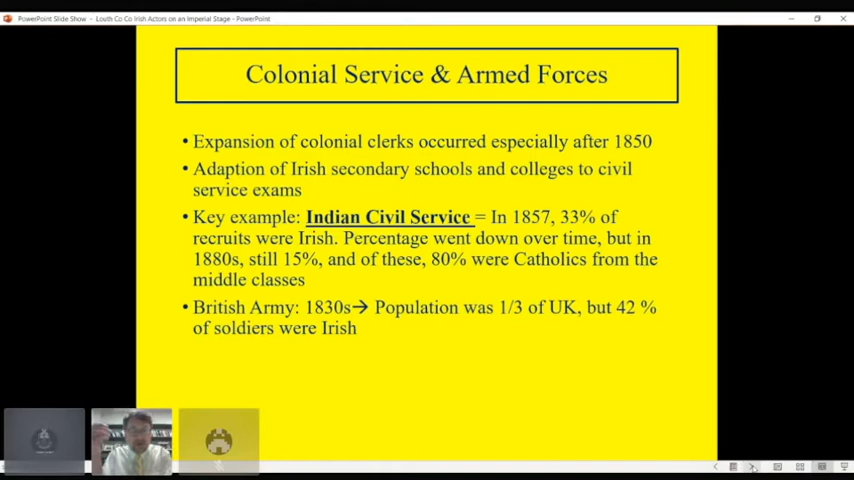 PowerPoint Slide Show - Louth Co Co Irish Actors on an Imperial Stage - PowerPoint
Colonial Service & Armed Forces
• Expansion of colonial clerks occurred especially after 1850
• Adaption of Irish secondary schools and colleges to civil
service exams
• Key example: Indian Civil Service = In 1857, 33% of
recruits were Irish. Percentage went down over time, but in
1880s, still 15%, and of these, 80% were Catholics from the
middle classes
• British Army: 1830s→ Population was 1/3 of UK, but 42 %
of soldiers were Irish